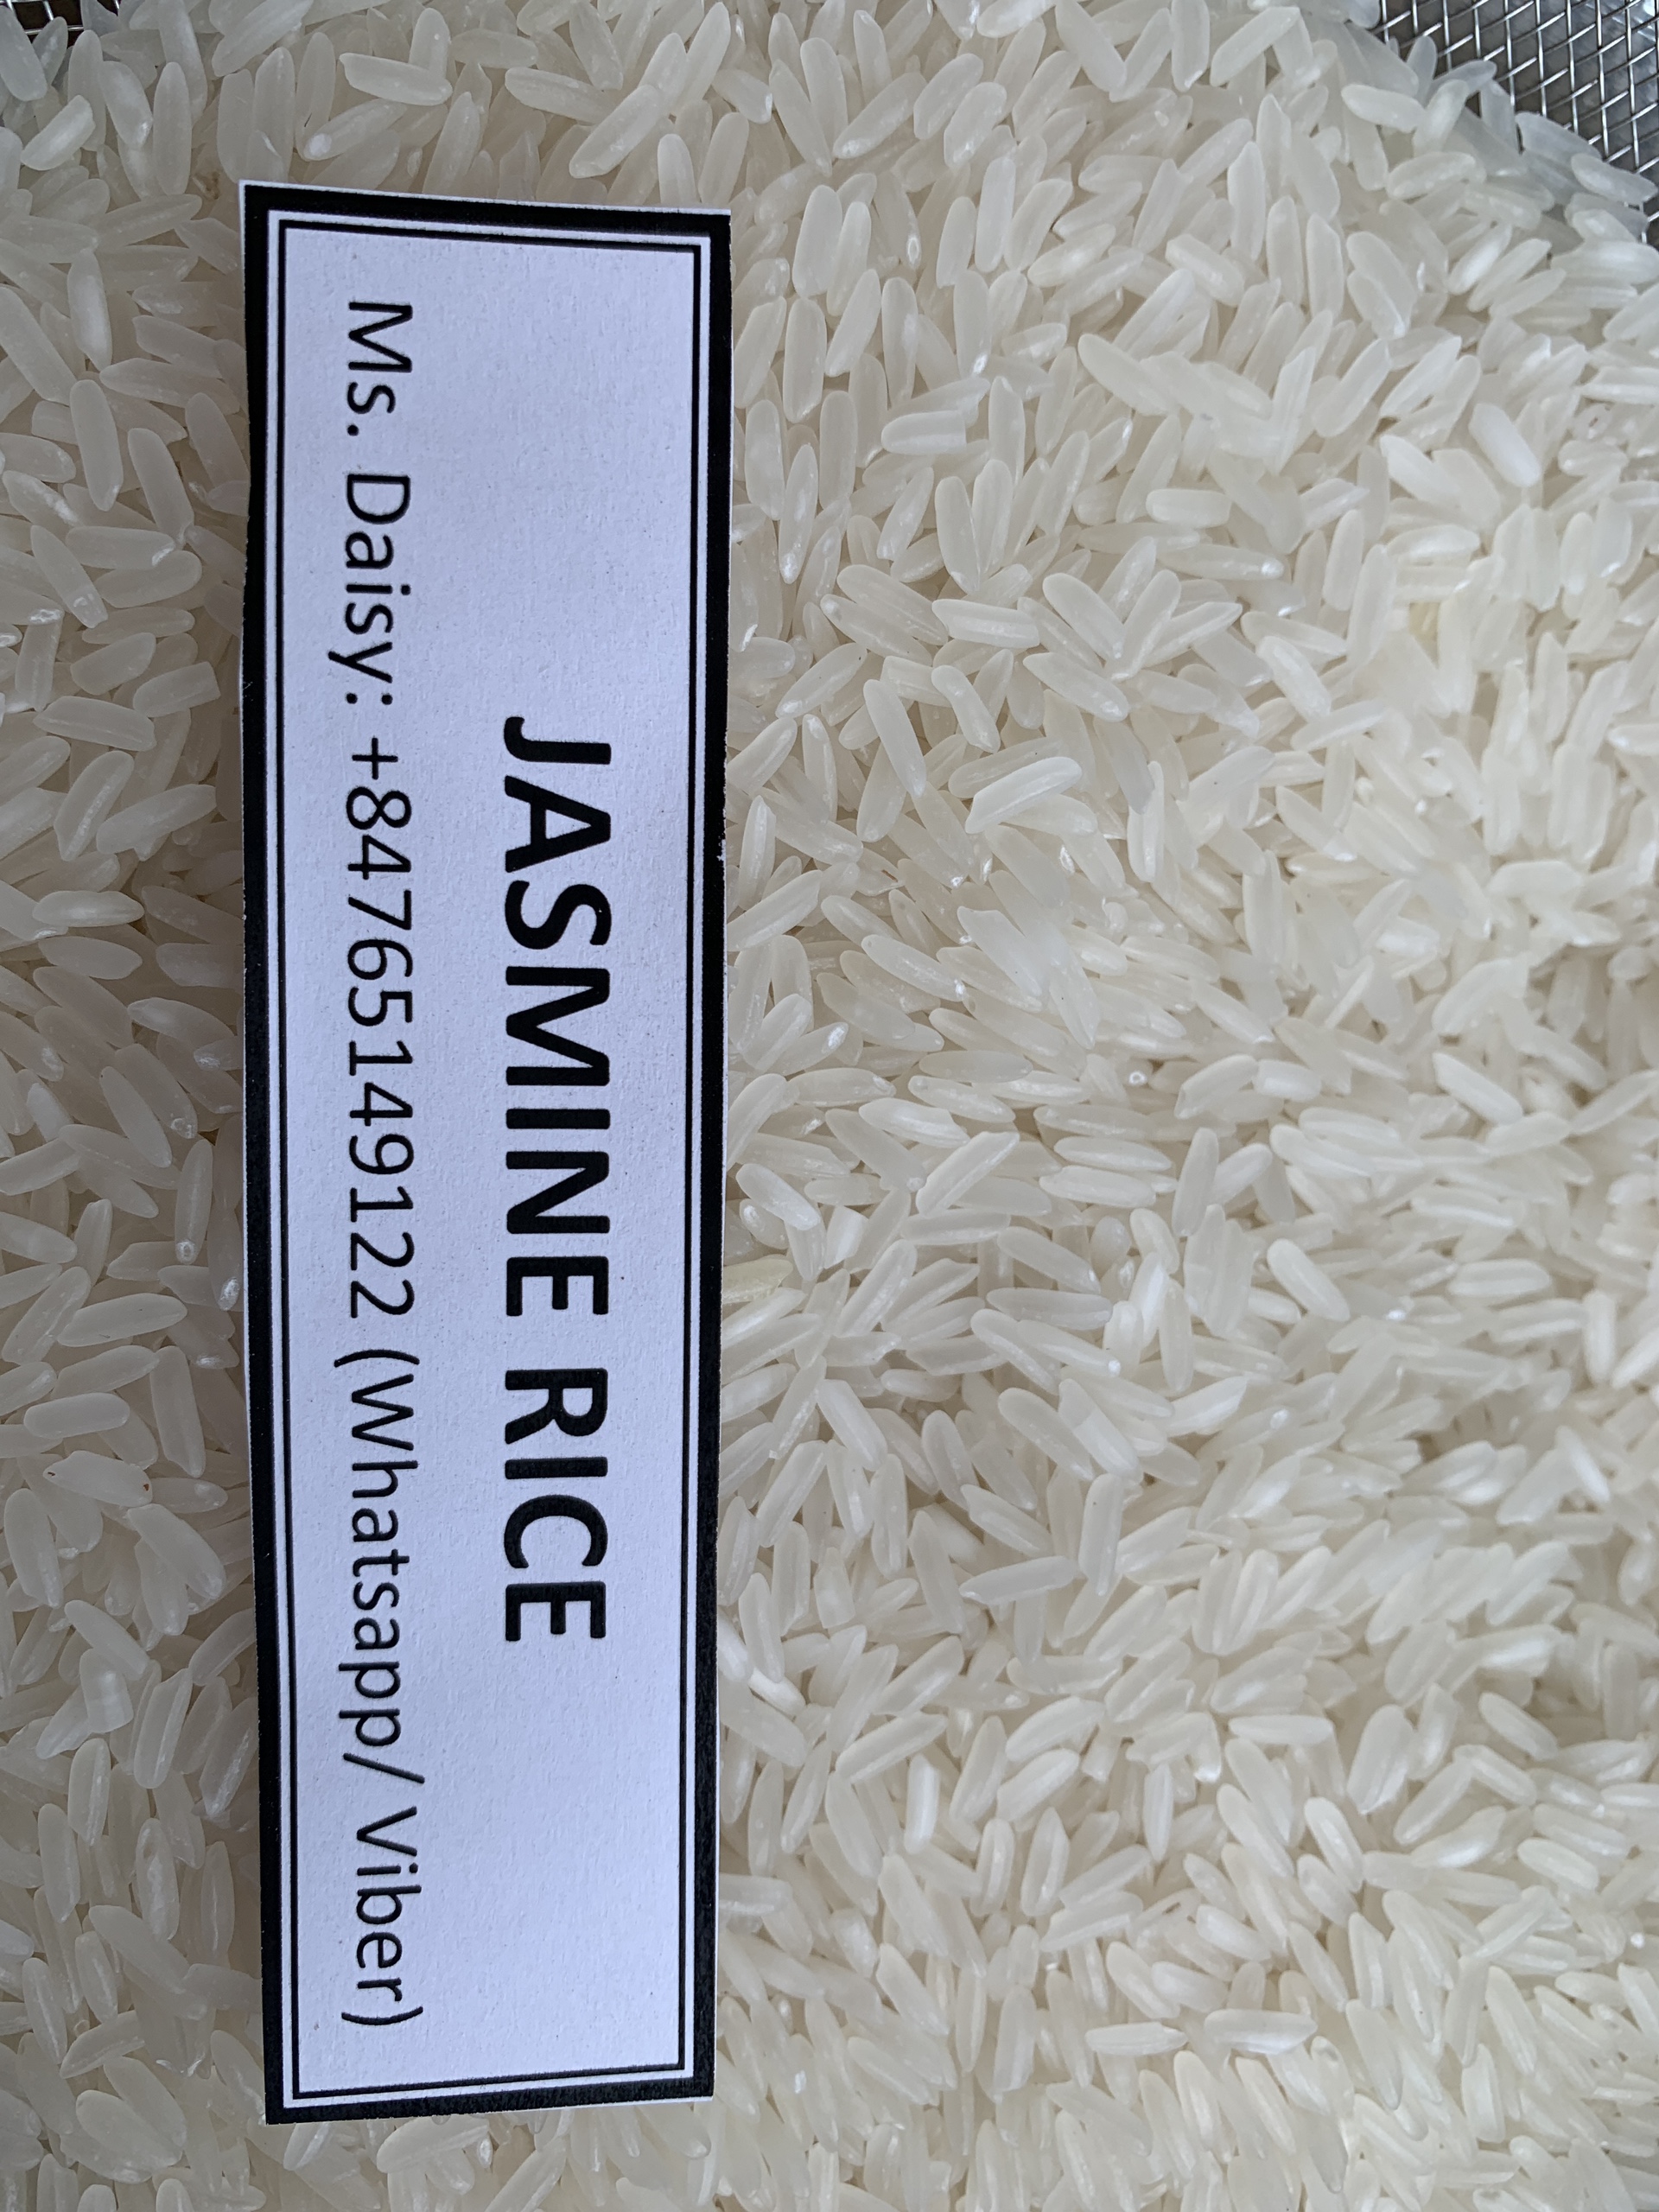 JASMINE RICE
Ms. Daisy: +84765149122 (Whatsapp/ Viber)